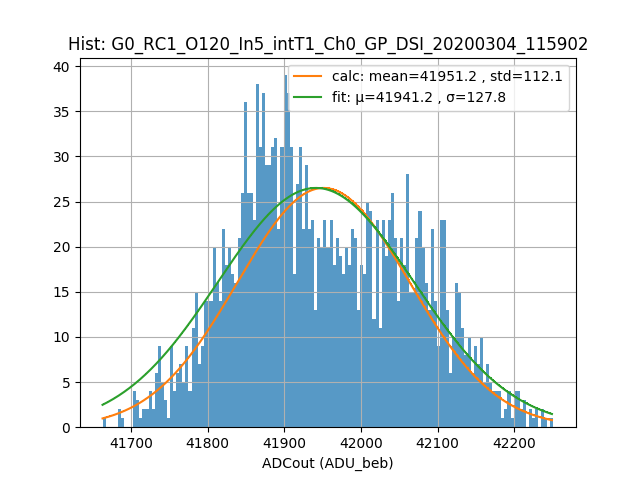 Hist: G0_RC1_O120_In5_intT1_Ch0_GP_DSI_20200304_115902
calc: mean=41951.2 , std=112.1
fit: μ=41941.2 , σ=127.8
40
35
30
25
20
15
10
5
0
41700 41800 41900 42000 42100 42200
ADCout (ADU_beb)